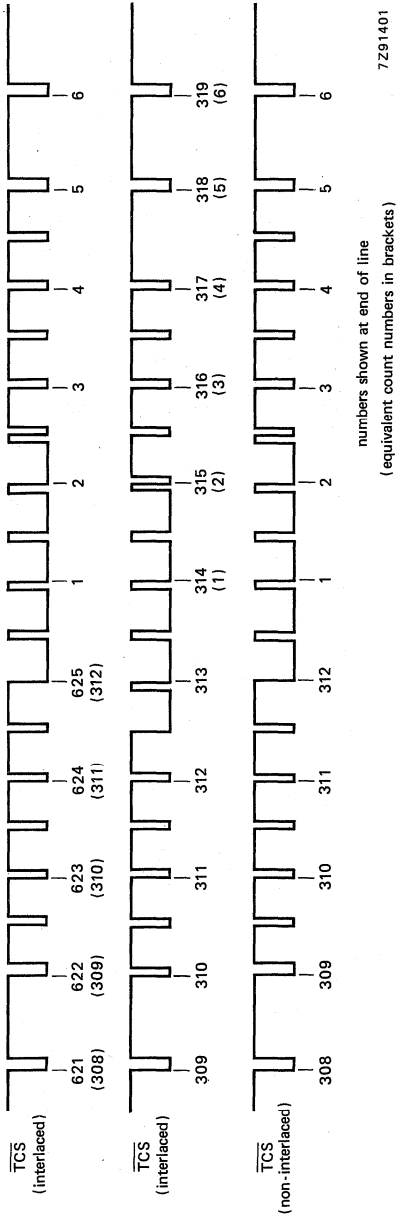 TCS
(interlaced)
621 622 623 624 625 1 2 3 4 5 6
(308) (309) (310) (311) (312)
TCS
(interlaced)
309 310 311 312 313 314 315 316 317 318 319
(1) (2) (3) (4) (5) (6)
TCS
(non-interlaced)
308 309 310 311 312 1 2 3 4 5 6
numbers shown at end of line
(equivalent count numbers in brackets)
7Z91401